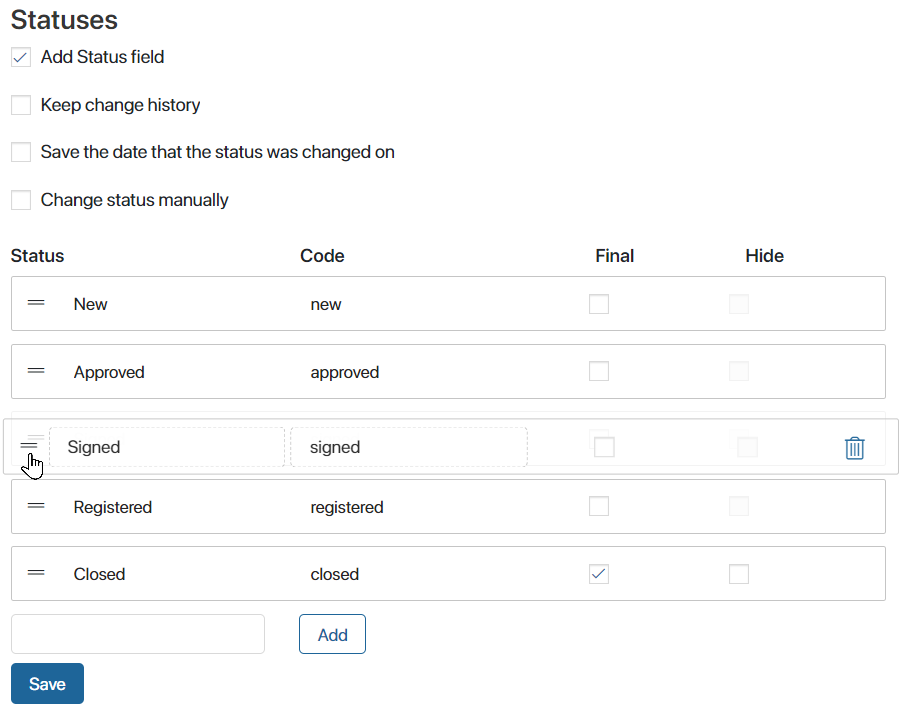 Statuses
Add Status field
Keep change history
Save the date that the status was changed on
Change status manually
Status Code Final Hide
New new
Approved approved
Signed signed
Registered registered
Closed closed
Add
Save